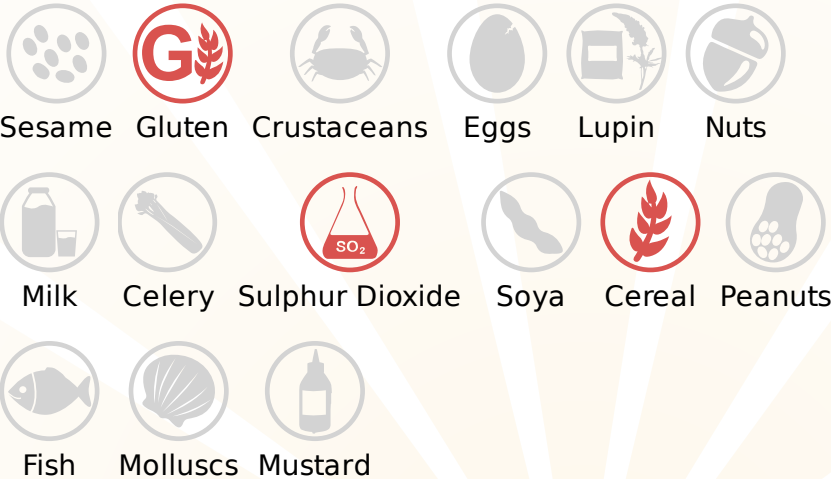 G
Sesame Gluten Crustaceans Eggs Lupin Nuts
SO₂
Milk Celery Sulphur Dioxide Soya Cereal Peanuts
Fish Molluscs Mustard